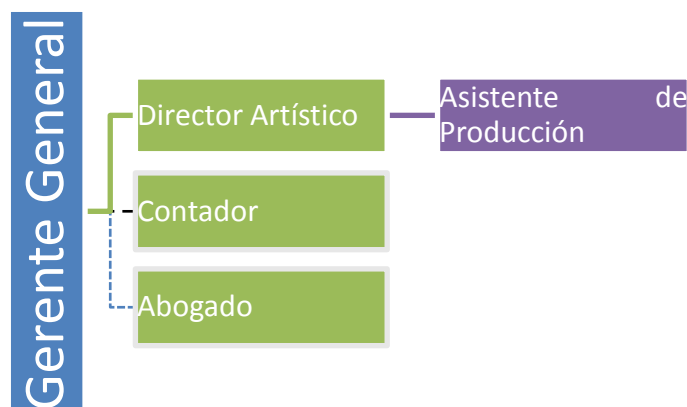 Gerente General
Director Artístico
Asistente de
Producción
Contador
Abogado